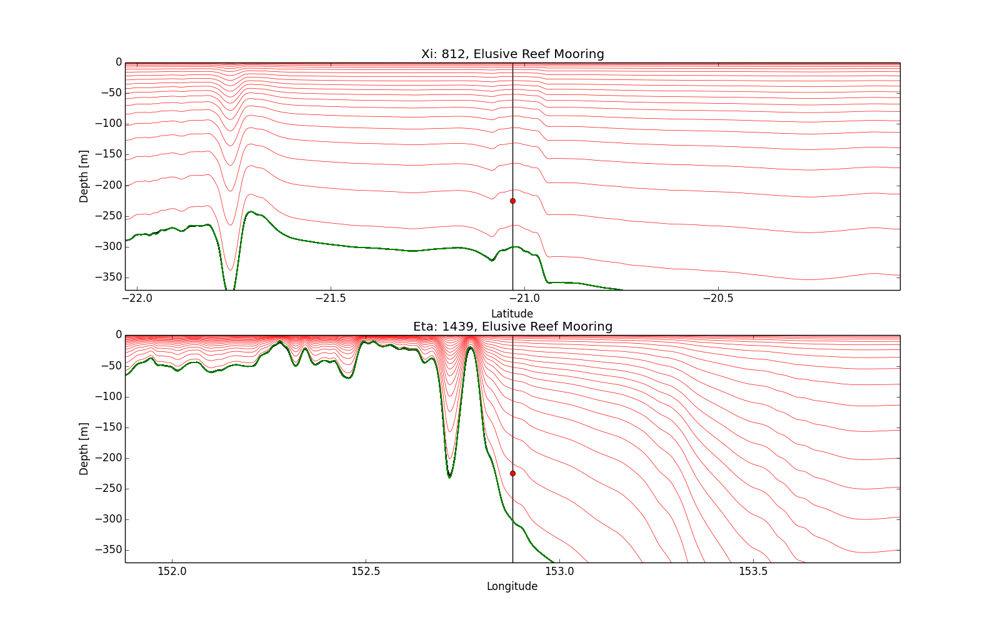 Xi: 812, Elusive Reef Mooring
0
−50
−100
−150
−200
−250
−300
−350
Depth [m]
−22.0 −21.5 −21.0 −20.5
Latitude
Eta: 1439, Elusive Reef Mooring
0
−50
−100
−150
−200
−250
−300
−350
Depth [m]
152.0 152.5 153.0 153.5
Longitude